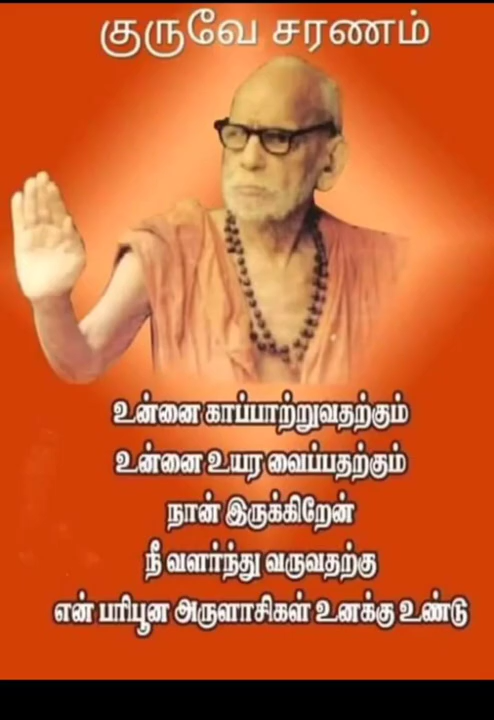 குருவே சரணம்
உன்னை காப்பாற்றுவதற்கும்
உன்னை உயர வைப்பதற்கும்
நான் இருக்கிறேன்
நீ வளர்ந்து வருவதற்கு
என் பரிபூன அருளாசிகள் உனக்கு உண்டு